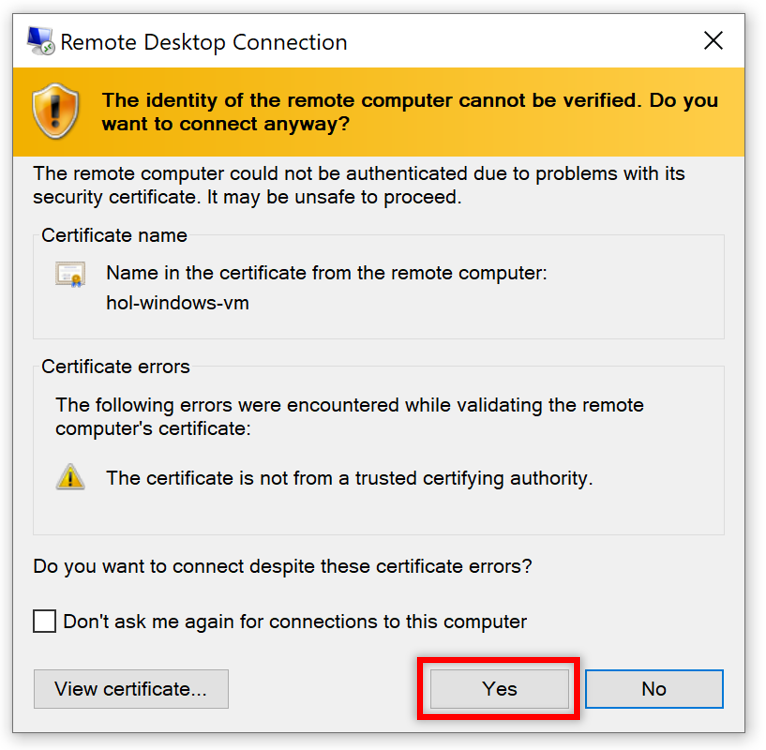 Remote Desktop Connection
The identity of the remote computer cannot be verified. Do you
want to connect anyway?
The remote computer could not be authenticated due to problems with its
security certificate. It may be unsafe to proceed.
Certificate name
Name in the certificate from the remote computer:
hol-windows-vm
Certificate errors
The following errors were encountered while validating the remote
computer's certificate:
The certificate is not from a trusted certifying authority.
Do you want to connect despite these certificate errors?
Don't ask me again for connections to this computer
View certificate...
Yes
No